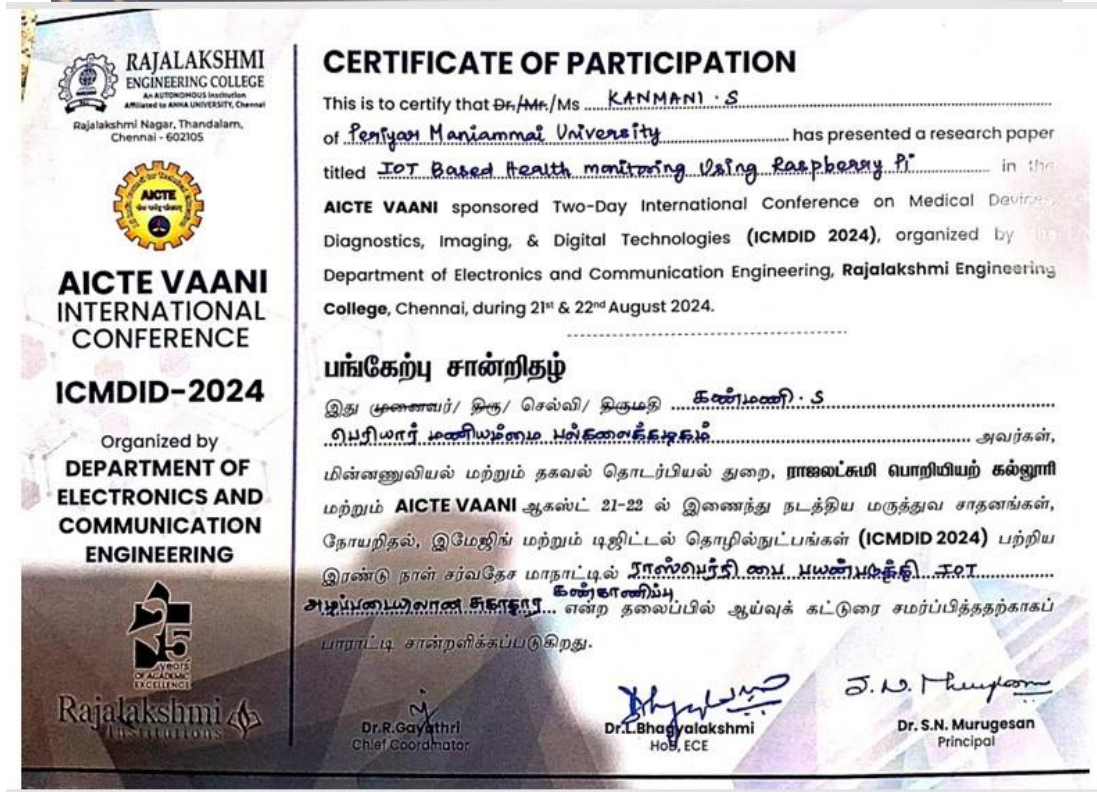 RAJALAKSHMI
ENGINEERING COLLEGE
An AUTONOMOUS Institution
Affiliated to ANNA UNIVERSITY, Chennai
Rajalakshmi Nagar, Thandalam,
Chennai - 602105
AICTE
AICTE VAANI
INTERNATIONAL
CONFERENCE
ICMDID-2024
Organized by
DEPARTMENT OF
ELECTRONICS AND
COMMUNICATION
ENGINEERING
25
years
OF ACADEMIC
EXCELLENCE
Rajalakshmi
Institutions
CERTIFICATE OF PARTICIPATION
This is to certify that Dr./Mr./Ms KANMANI . S
of Periyar Maniammai University has presented a research paper
titled IOT Based Health monitoring Using Raspberry Pi in the
AICTE VAANI sponsored Two-Day International Conference on Medical Devices,
Diagnostics, Imaging, & Digital Technologies (ICMDID 2024), organized by the
Department of Electronics and Communication Engineering, Rajalakshmi Engineering
College, Chennai, during 21st & 22nd August 2024.
பங்கேற்பு சான்றிதழ்
இது முனைவர்/ திரு/ செல்வி/ திருமதி கண்மணி . S
பெரியார் மணியம்மை பல்கலைக்கழகம் அவர்கள்,
மின்னணுவியல் மற்றும் தகவல் தொடர்பியல் துறை, ராஜலட்சுமி பொறியியற் கல்லூரி
மற்றும் AICTE VAANI ஆகஸ்ட் 21-22 ல் இணைந்து நடத்திய மருத்துவ சாதனங்கள்,
நோயறிதல், இமேஜிங் மற்றும் டிஜிட்டல் தொழில்நுட்பங்கள் (ICMDID 2024) பற்றிய
இரண்டு நாள் சர்வதேச மாநாட்டில் ராஸ்பெர்ரி பை பயன்படுத்தி IOT
அடிப்படையிலான சுகாதார கண்காணிப்பு என்ற தலைப்பில் ஆய்வுக் கட்டுரை சமர்ப்பித்ததற்காகப்
பாராட்டி சான்றளிக்கப்படுகிறது.
Dr.R.Gayathri
Chief Coordinator
Dr.L.Bhagyalakshmi
HoD, ECE
Dr. S.N. Murugesan
Principal